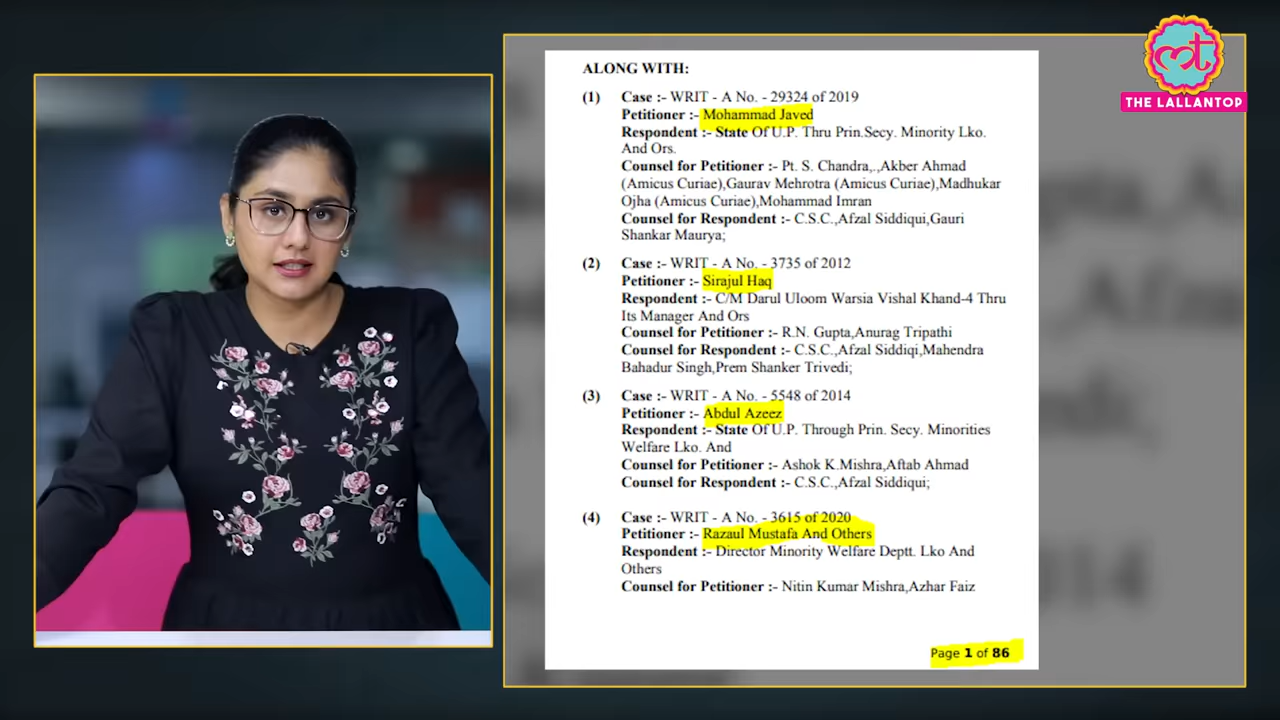 ALONG WITH:
(1) Case :- WRIT - A No. - 29324 of 2019
Petitioner :- Mohammad Javed
Respondent :- State Of U.P. Thru Prin.Secy. Minority Lko.
And Ors.
Counsel for Petitioner :- Pt. S. Chandra,.,Akber Ahmad
(Amicus Curiae),Gaurav Mehrotra (Amicus Curiae),Madhukar
Ojha (Amicus Curiae),Mohammad Imran
Counsel for Respondent :- C.S.C.,Afzal Siddiqui,Gauri
Shankar Maurya;
(2) Case :- WRIT - A No. - 3735 of 2012
Petitioner :- Sirajul Haq
Respondent :- C/M Darul Uloom Warsia Vishal Khand-4 Thru
Its Manager And Ors
Counsel for Petitioner :- R.N. Gupta,Anurag Tripathi
Counsel for Respondent :- C.S.C.,Afzal Siddiqi,Mahendra
Bahadur Singh,Prem Shanker Trivedi;
(3) Case :- WRIT - A No. - 5548 of 2014
Petitioner :- Abdul Azeez
Respondent :- State Of U.P. Through Prin. Secy. Minorities
Welfare Lko. And
Counsel for Petitioner :- Ashok K.Mishra,Aftab Ahmad
Counsel for Respondent :- C.S.C.,Afzal Siddiqui;
(4) Case :- WRIT - A No. - 3615 of 2020
Petitioner :- Razaul Mustafa And Others
Respondent :- Director Minority Welfare Deptt. Lko And
Others
Counsel for Petitioner :- Nitin Kumar Mishra,Azhar Faiz
Page 1 of 86
THE LALLANTOP